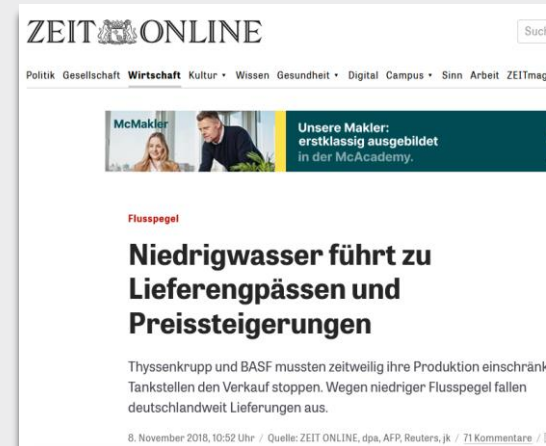 ZEIT ONLINE
Such
Politik Gesellschaft Wirtschaft Kultur • Wissen Gesundheit • Digital Campus • Sinn Arbeit ZEITmag
McMakler
Unsere Makler:
erstklassig ausgebildet
in der McAcademy.
Flusspegel
Niedrigwasser führt zu
Lieferengpässen und
Preissteigerungen
Thyssenkrupp und BASF mussten zeitweilig ihre Produktion einschränk
Tankstellen den Verkauf stoppen. Wegen niedriger Flusspegel fallen
deutschlandweit Lieferungen aus.
8. November 2018, 10:52 Uhr / Quelle: ZEIT ONLINE, dpa, AFP, Reuters, jk / 71 Kommentare /